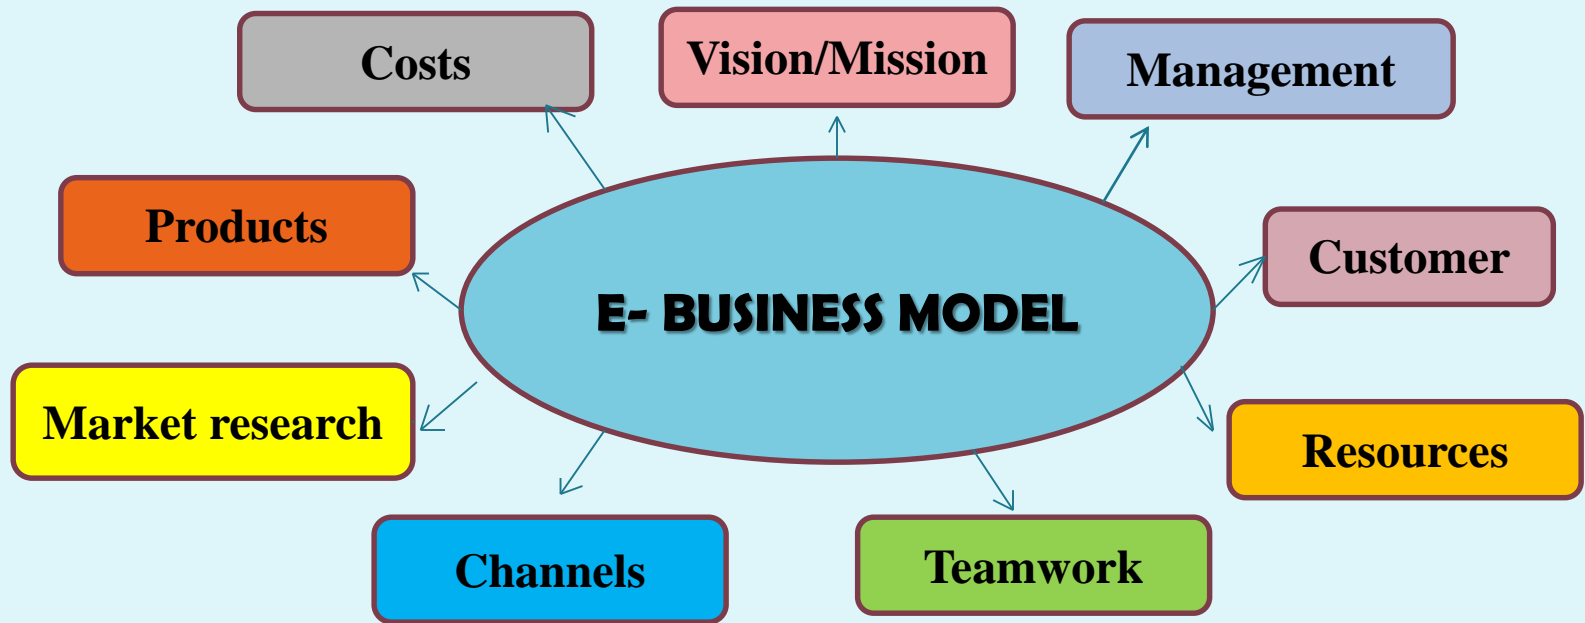 Costs
Vision/Mission
Management
Products
Customer
E- BUSINESS MODEL
Market research
Resources
Channels
Teamwork